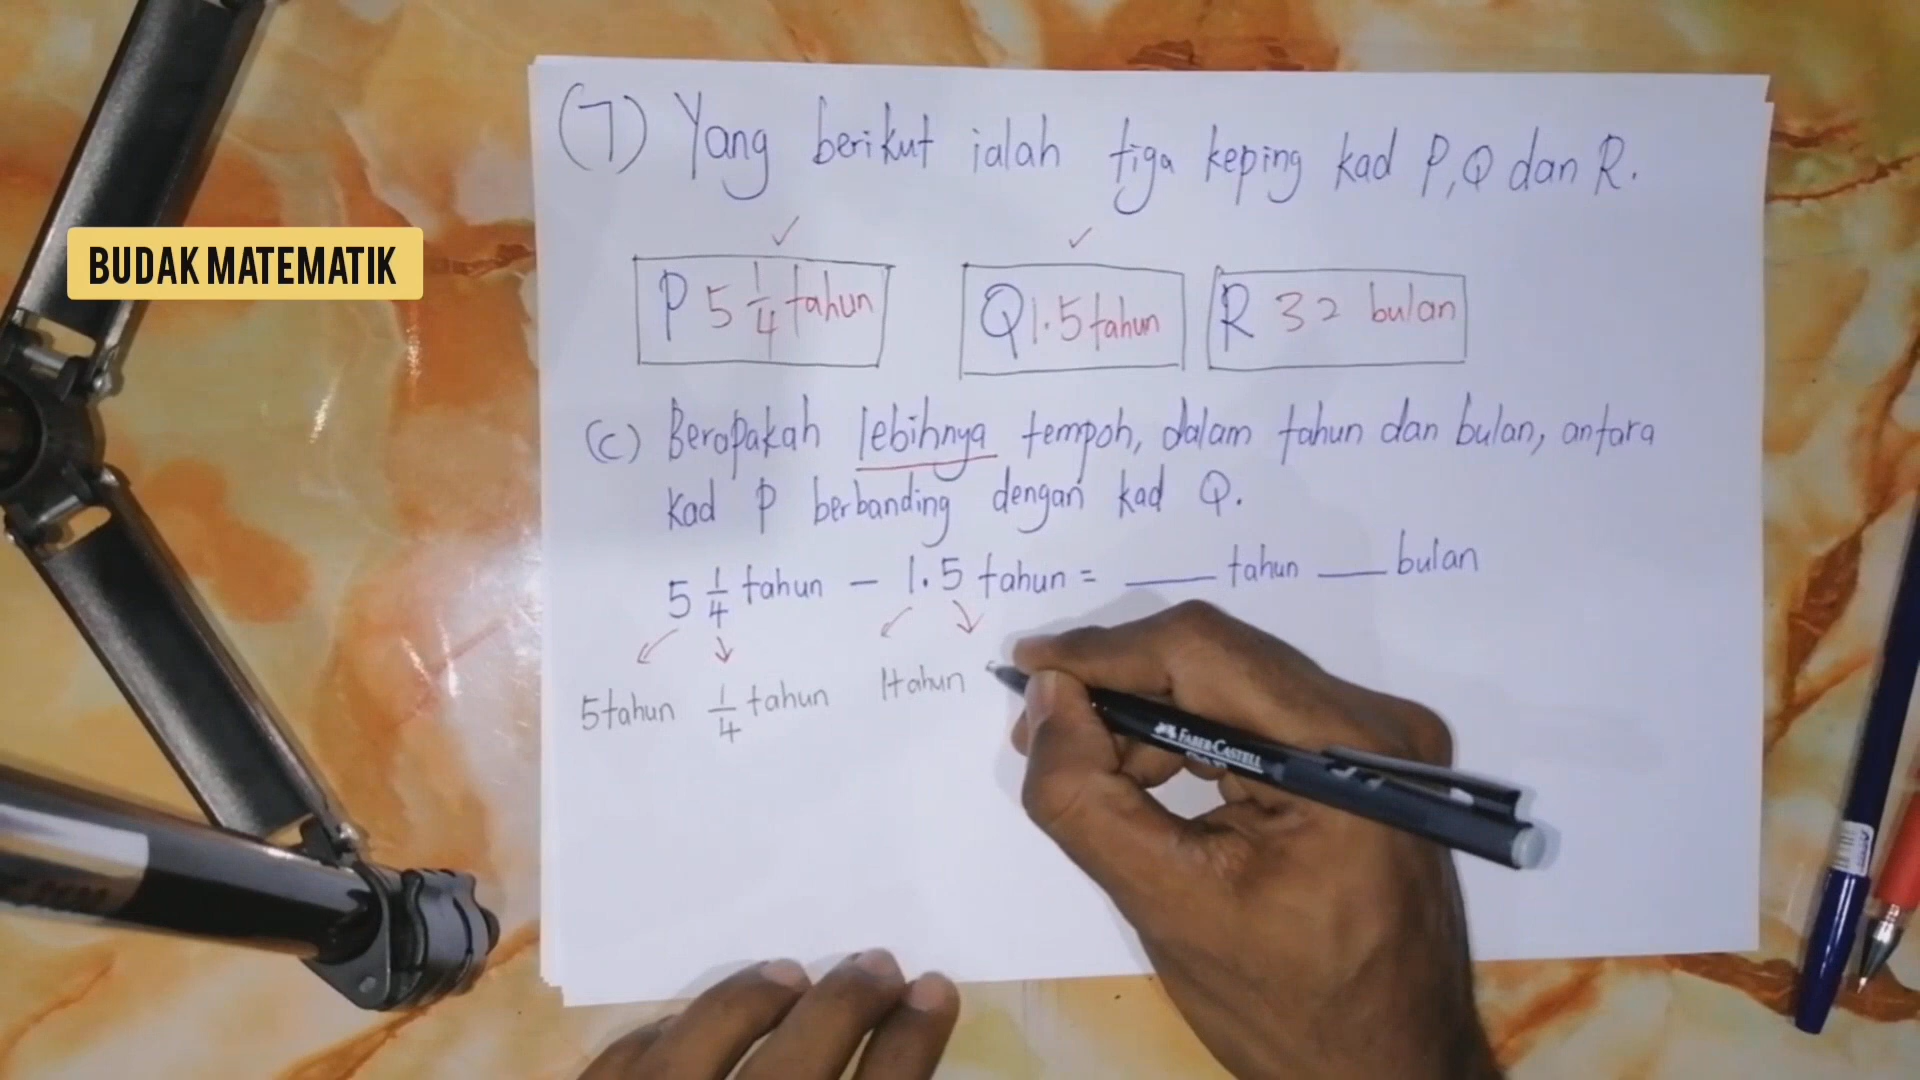 BUDAK MATEMATIK
(7) Yang berikut ialah tiga keping kad P, Q dan R.
P 5 1/4 tahun
Q 1.5 tahun
R 32 bulan
(c) Berapakah lebihnya tempoh, dalam tahun dan bulan, antara
kad P berbanding dengan kad Q.
5 1/4 tahun – 1.5 tahun = ____ tahun ____ bulan
5 tahun 1/4 tahun 1 tahun
FABER-CASTELL